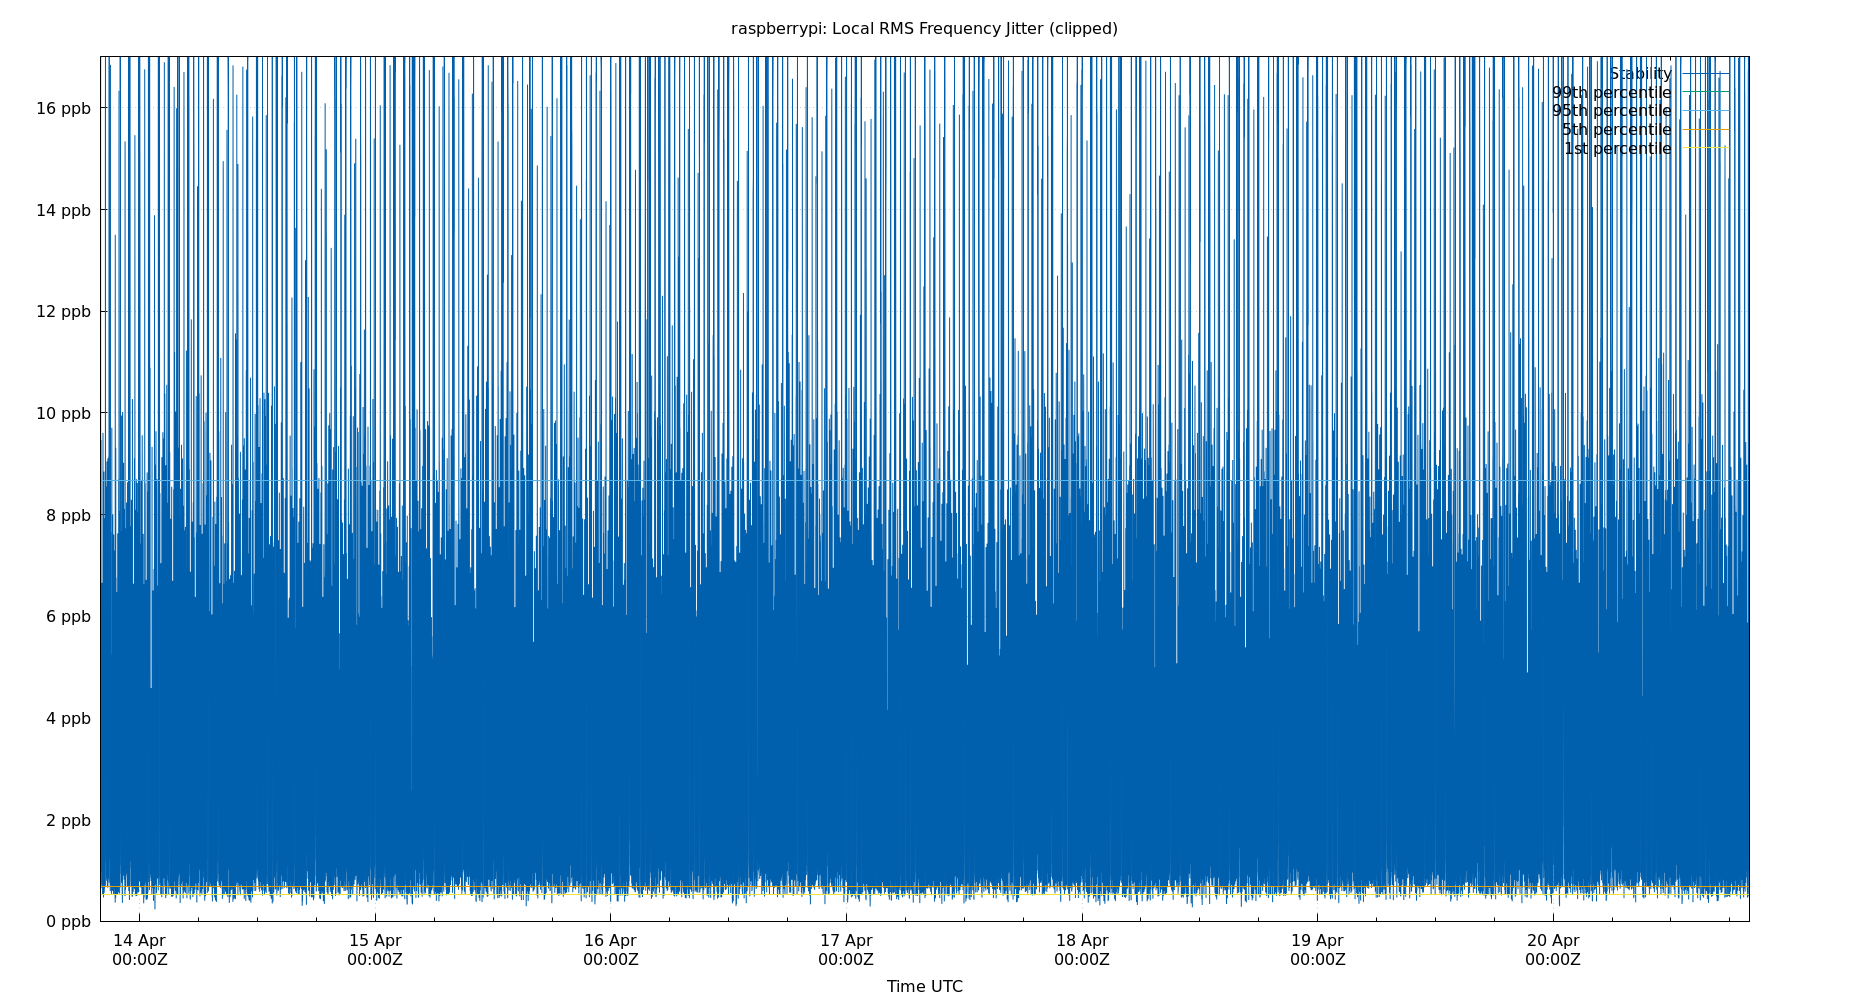 raspberrypi: Local RMS Frequency Jitter (clipped)
Stability
99th percentile
95th percentile
5th percentile
1st percentile
16 ppb
14 ppb
12 ppb
10 ppb
8 ppb
6 ppb
4 ppb
2 ppb
0 ppb
14 Apr 15 Apr 16 Apr 17 Apr 18 Apr 19 Apr 20 Apr
00:00Z 00:00Z 00:00Z 00:00Z 00:00Z 00:00Z 00:00Z
Time UTC